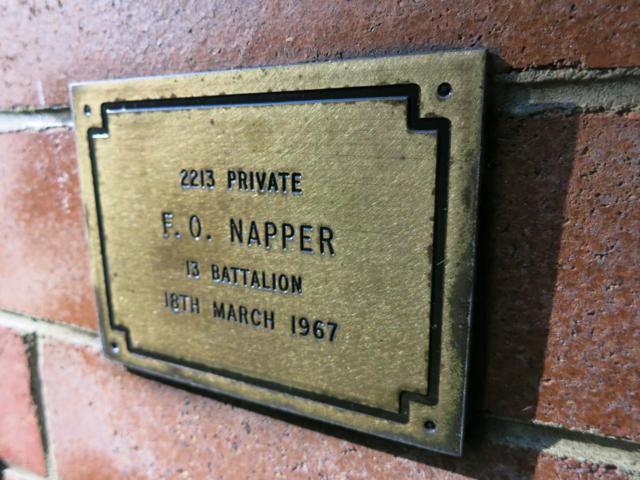 2213 PRIVATE
F. O. NAPPER
13 BATTALION
18TH MARCH 1967